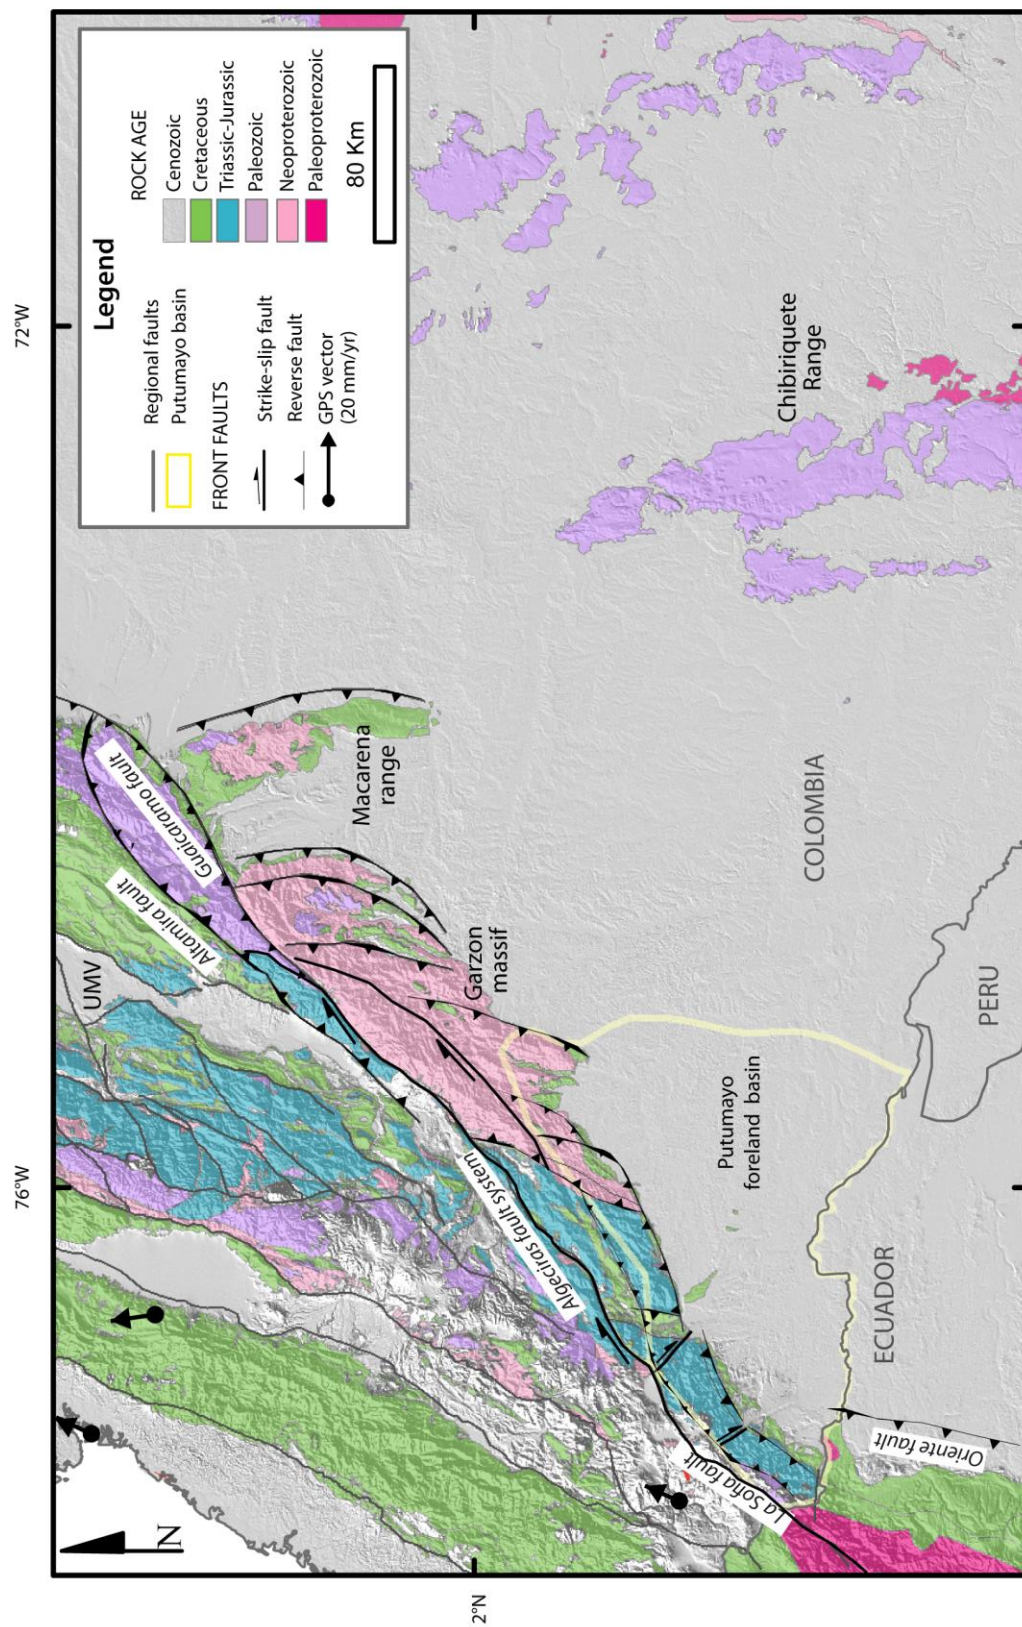 72°W
76°W
2°N
N
Legend
Regional faults
Putumayo basin
FRONT FAULTS
Strike-slip fault
Reverse fault
GPS vector
(20 mm/yr)
ROCK AGE
Cenozoic
Cretaceous
Triassic-Jurassic
Paleozoic
Neoproterozoic
Paleoproterozoic
80 Km
UMV
Altamira fault
Guaicaramo fault
Macarena
range
Garzon
massif
Algeciras fault system
La Sofia fault
Oriente fault
Putumayo
foreland basin
Chibiriquete
Range
COLOMBIA
ECUADOR
PERU